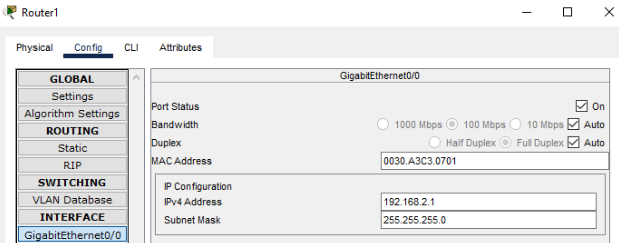 Router1
Physical Config CLI Attributes
GLOBAL
Settings
Algorithm Settings
ROUTING
Static
RIP
SWITCHING
VLAN Database
INTERFACE
GigabitEthernet0/0
GigabitEthernet0/0
Port Status On
Bandwidth 1000 Mbps 100 Mbps 10 Mbps Auto
Duplex Half Duplex Full Duplex Auto
MAC Address 0030.A3C3.0701
IP Configuration
IPv4 Address 192.168.2.1
Subnet Mask 255.255.255.0